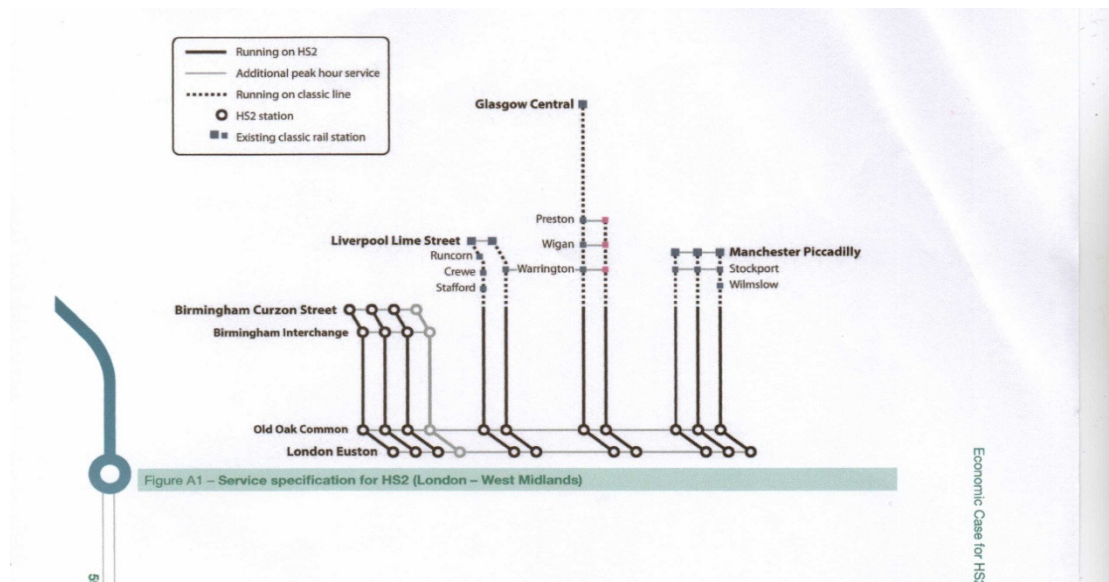 Running on HS2
Additional peak hour service
Running on classic line
HS2 station
Existing classic rail station
Glasgow Central
Preston
Wigan
Warrington
Liverpool Lime Street
Runcorn
Crewe
Stafford
Manchester Piccadilly
Stockport
Wilmslow
Birmingham Curzon Street
Birmingham Interchange
Old Oak Common
London Euston
Figure A1 – Service specification for HS2 (London – West Midlands)
Economic Case for HS2